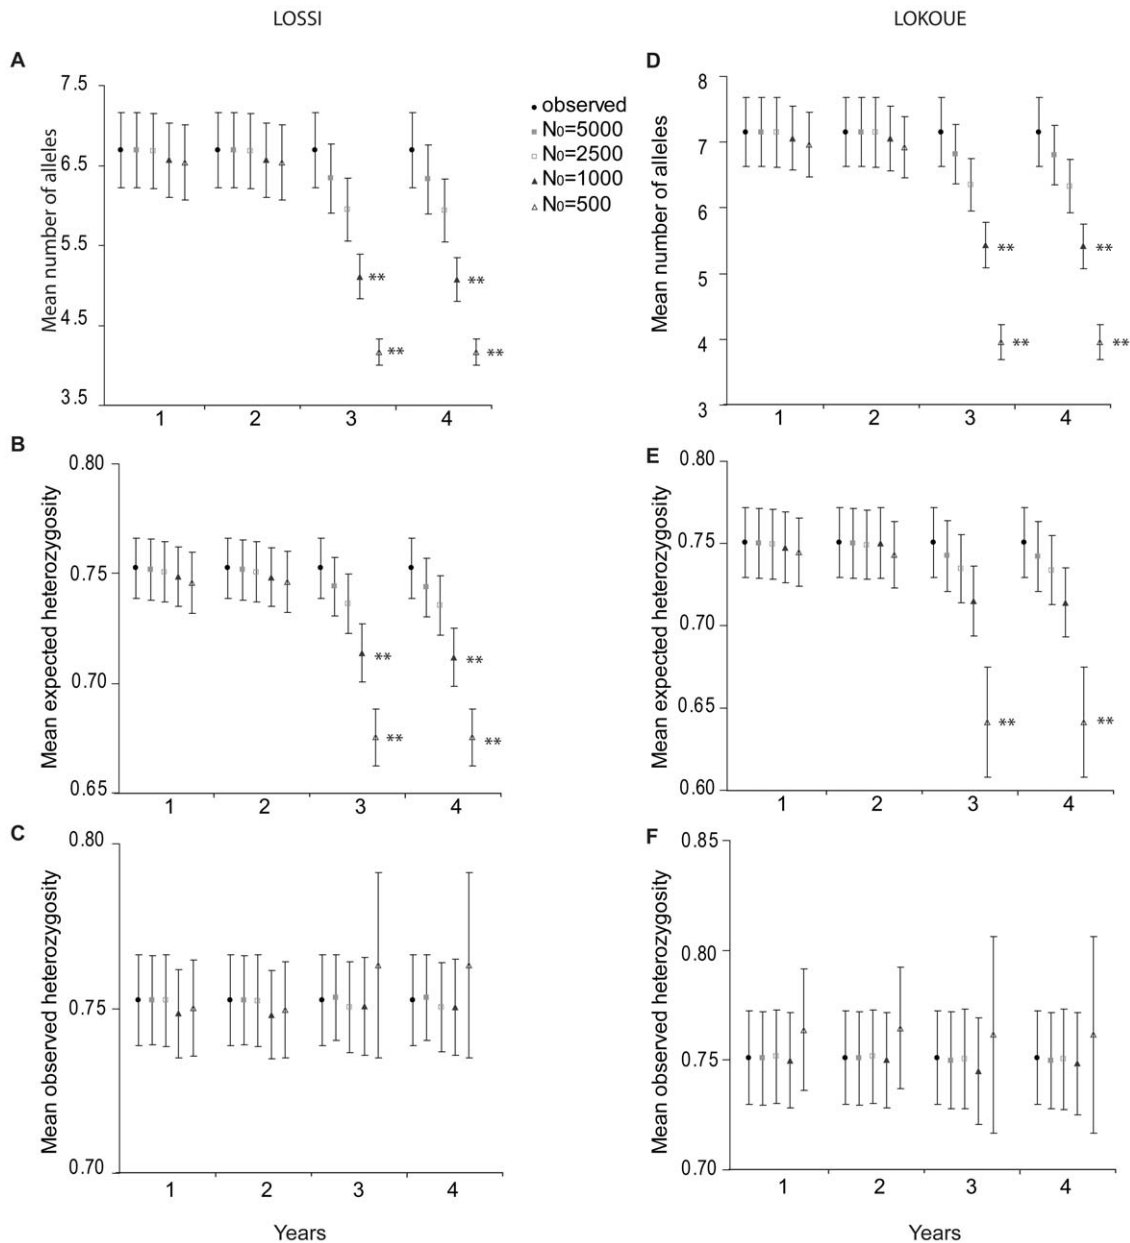 LOSSI
LOKOUE
A
7.5
6.5
5.5
4.5
3.5
Mean number of alleles
** **
** **
1 2 3 4
observed
N0=5000
N0=2500
N0=1000
N0=500
D
8
7
6
5
4
3
Mean number of alleles
** **
** **
1 2 3 4
B
0.80
0.75
0.70
0.65
Mean expected heterozygosity
** **
** **
1 2 3 4
E
0.80
0.75
0.70
0.65
0.60
Mean expected heterozygosity
** **
1 2 3 4
C
0.80
0.75
0.70
Mean observed heterozygosity
1 2 3 4
Years
F
0.85
0.80
0.75
0.70
Mean observed heterozygosity
1 2 3 4
Years